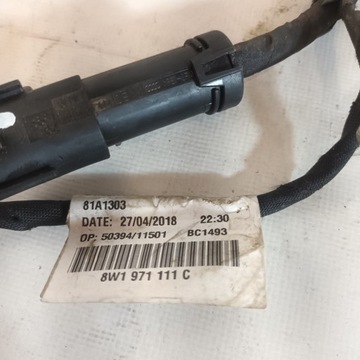 81A1303
DATE: 27/04/2018 22:30
OP: 50394/11501 BC1493
8W1 971 111 C